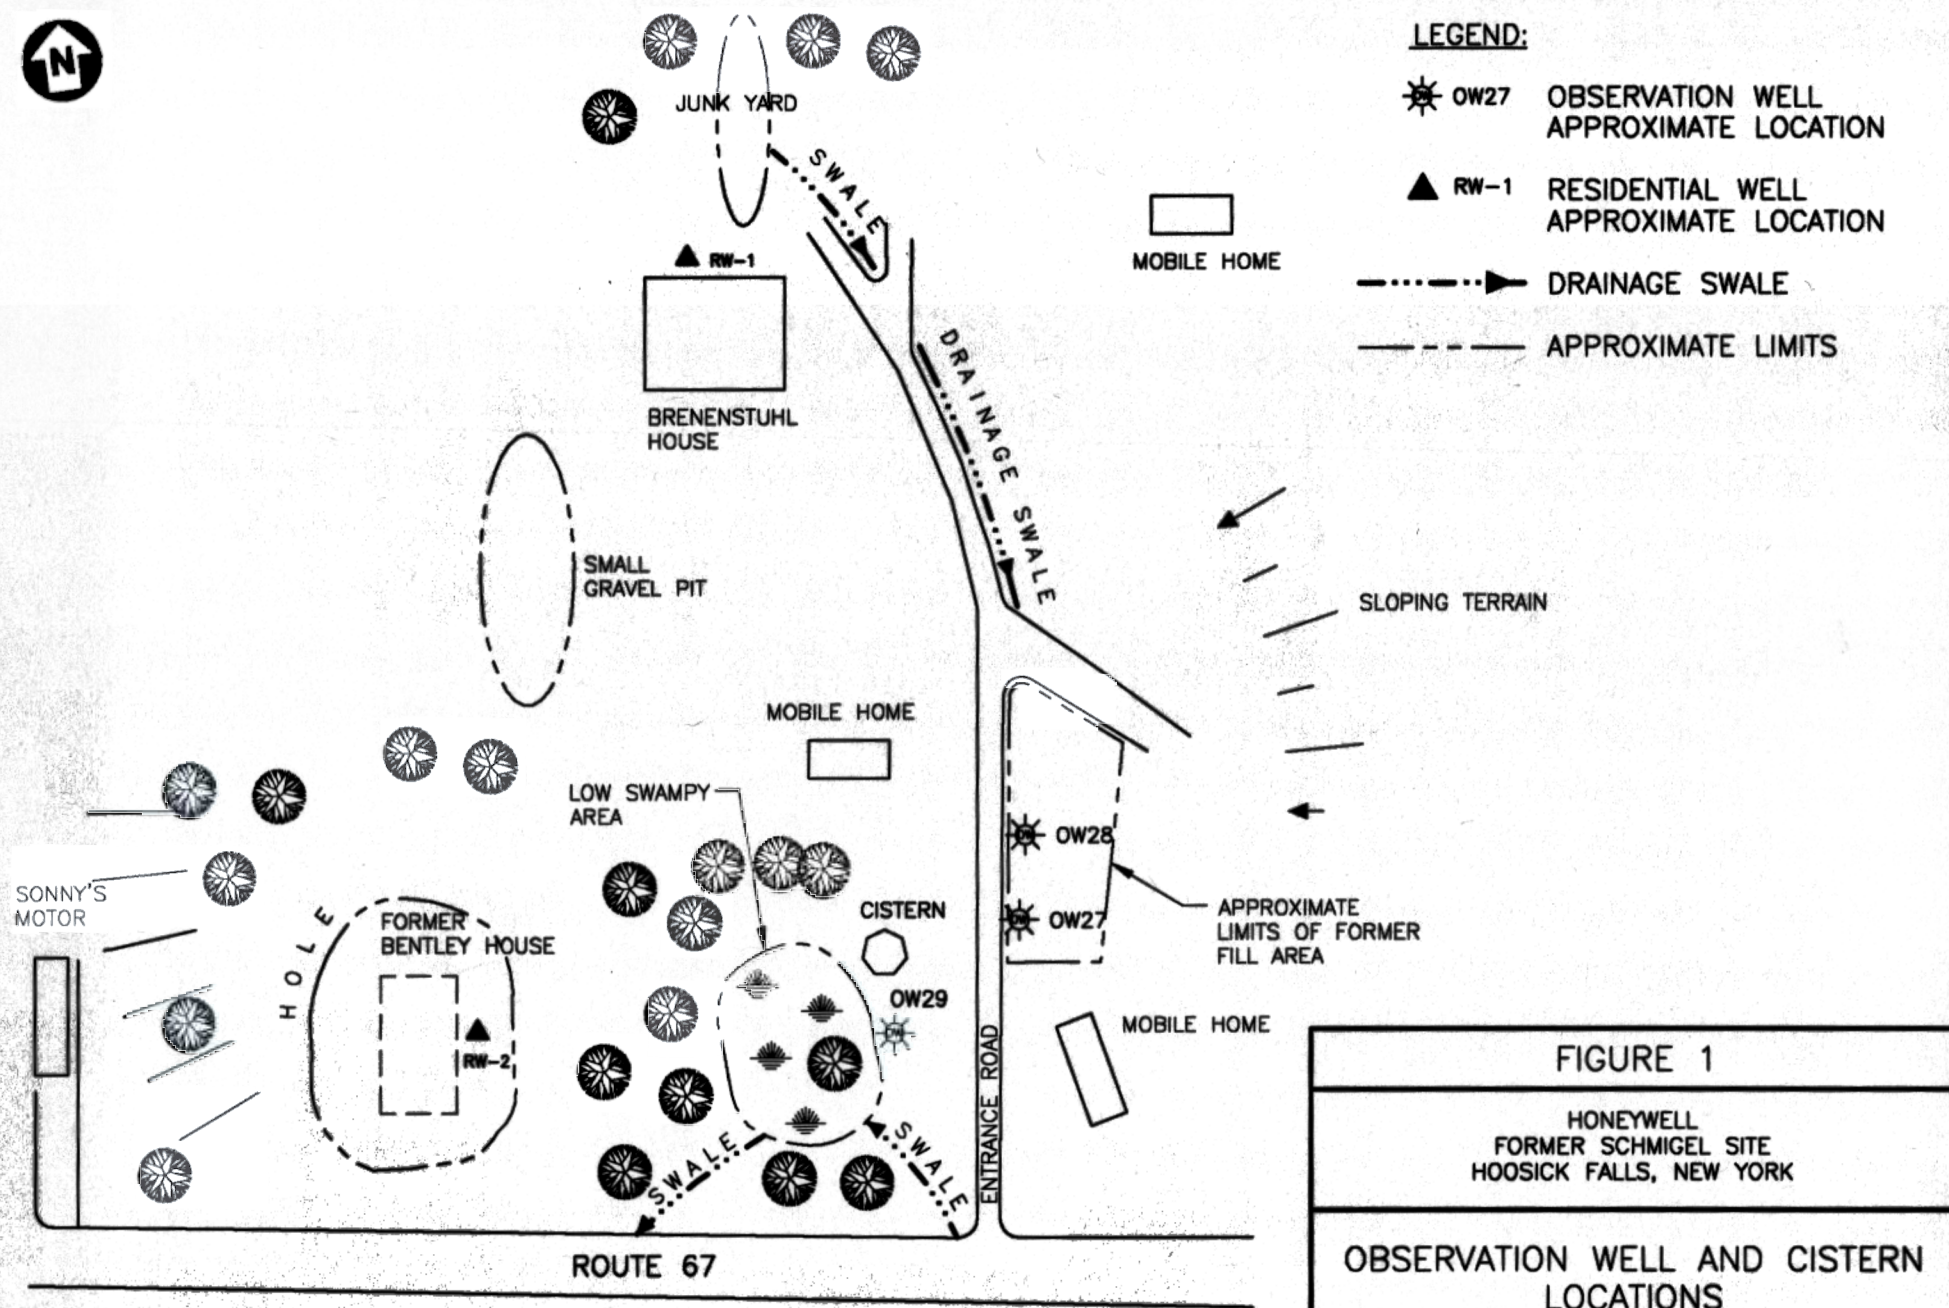 N
LEGEND:
OW27 OBSERVATION WELL
APPROXIMATE LOCATION
RW-1 RESIDENTIAL WELL
APPROXIMATE LOCATION
DRAINAGE SWALE
APPROXIMATE LIMITS
JUNK YARD
SWALE
RW-1
MOBILE HOME
BRENENSTUHL
HOUSE
DRAINAGE SWALE
SMALL
GRAVEL PIT
SLOPING TERRAIN
MOBILE HOME
LOW SWAMPY
AREA
OW28
SONNY'S
MOTOR
HOLE
FORMER
BENTLEY HOUSE
CISTERN
OW27
APPROXIMATE
LIMITS OF FORMER
FILL AREA
OW29
RW-2
MOBILE HOME
ENTRANCE ROAD
SWALE
SWALE
ROUTE 67
FIGURE 1
HONEYWELL
FORMER SCHMIGEL SITE
HOOSICK FALLS, NEW YORK
OBSERVATION WELL AND CISTERN
LOCATIONS